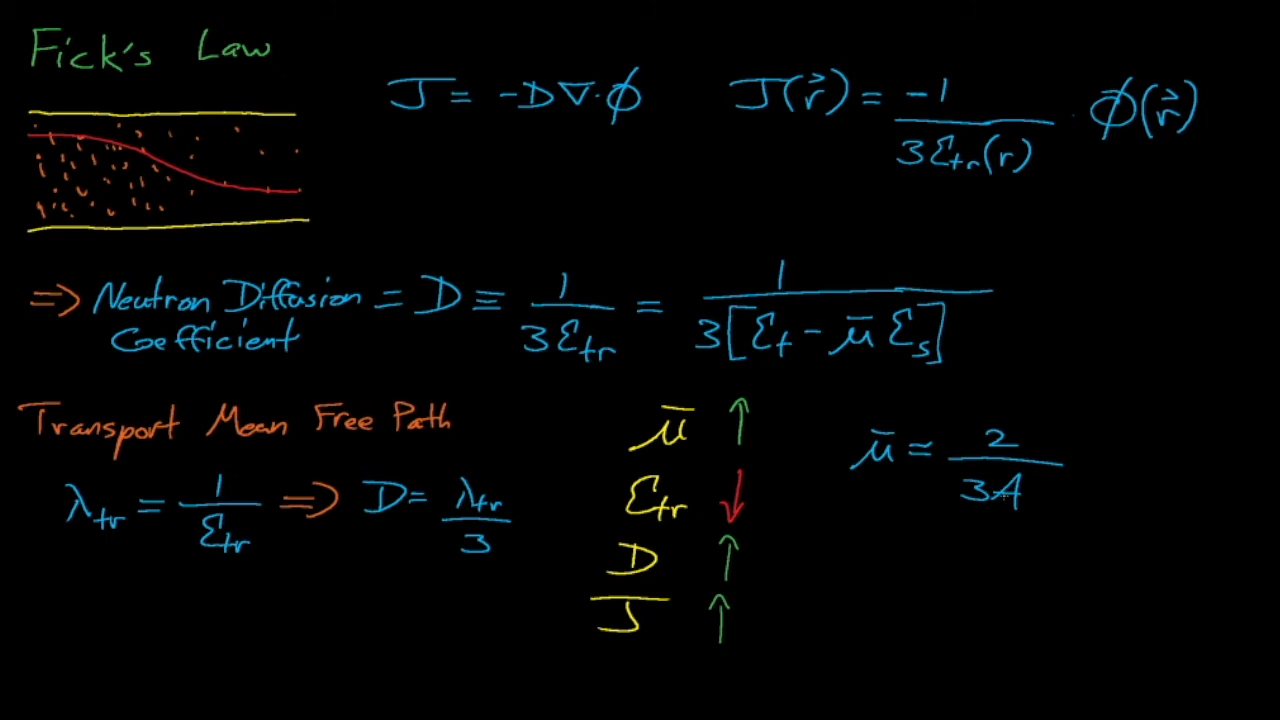 Fick's Law
J = -D ∇·ϕ
J(r⃗) = -1 / 3Σtr(r) · ϕ(r⃗)
⇒ Neutron Diffusion Coefficient = D ≡ 1 / 3Σtr = 1 / 3[Σt - μ̄ Σs]
Transport Mean Free Path
λtr = 1 / Σtr ⇒ D = λtr / 3
μ̄ ↑
Σtr ↓
D ↑
J ↑
μ̄ ≃ 2 / 3A